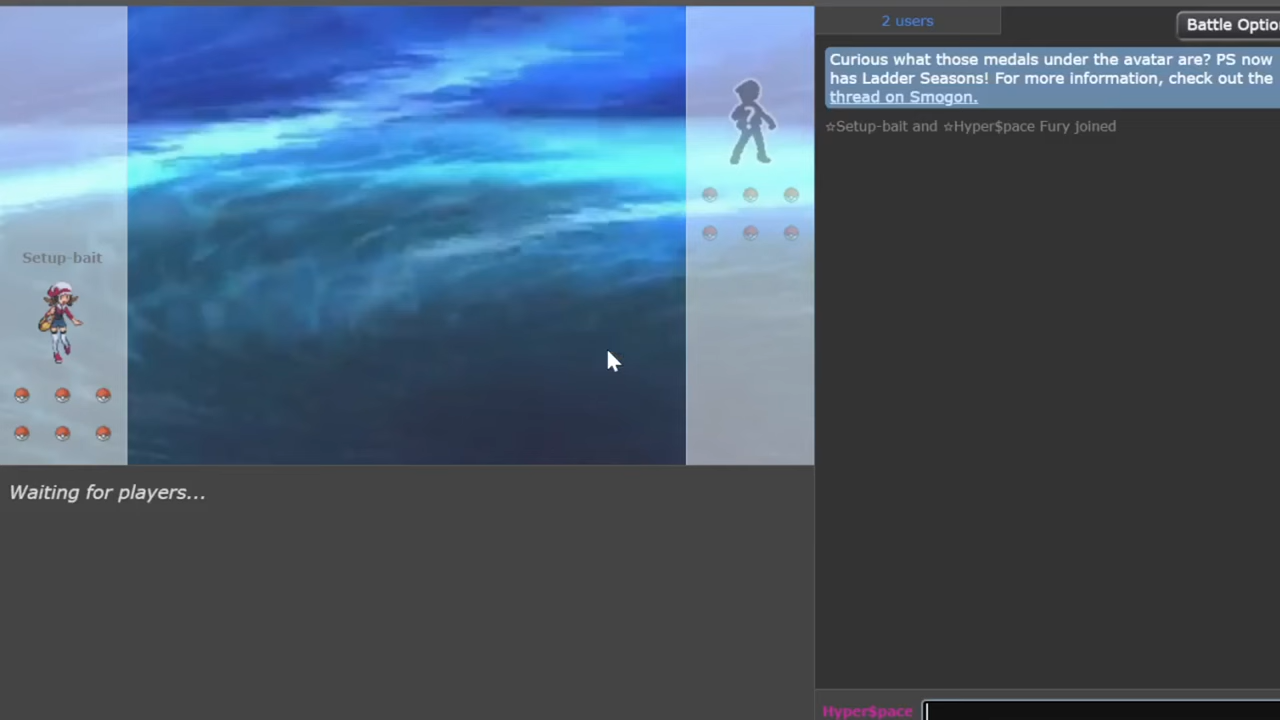 2 users
Battle Optio
Curious what those medals under the avatar are? PS now
has Ladder Seasons! For more information, check out the
thread on Smogon.
☆Setup-bait and ☆Hyper$pace Fury joined
?
Setup-bait
Waiting for players...
Hyper$pace